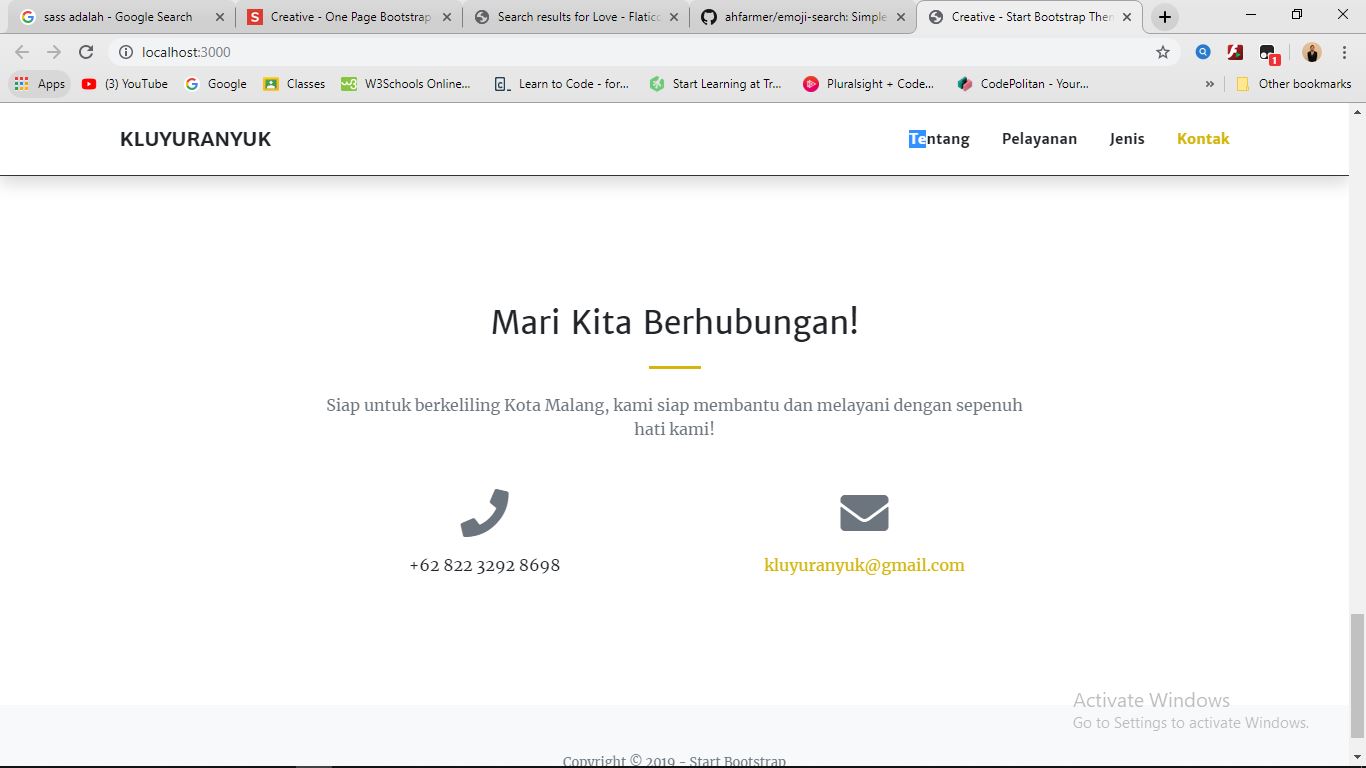 sass adalah - Google Search
Creative - One Page Bootstrap
Search results for Love - Flatico
ahfarmer/emoji-search: Simple
Creative - Start Bootstrap Them
localhost:3000
Apps
(3) YouTube
Google
Classes
W3Schools Online...
Learn to Code - for...
Start Learning at Tr...
Pluralsight + Code...
CodePolitan - Your...
»
Other bookmarks
1
KLUYURANYUK
Tentang
Pelayanan
Jenis
Kontak
Mari Kita Berhubungan!
Siap untuk berkeliling Kota Malang, kami siap membantu dan melayani dengan sepenuh
hati kami!
+62 822 3292 8698
kluyuranyuk@gmail.com
Activate Windows
Go to Settings to activate Windows.
Copyright © 2019 - Start Bootstrap